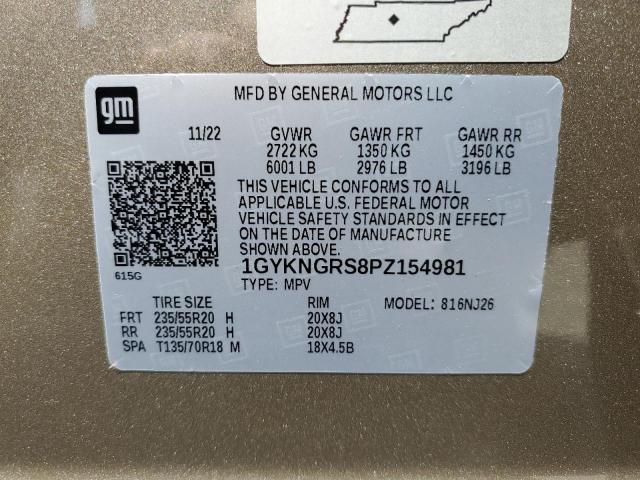 gm
MFD BY GENERAL MOTORS LLC
11/22 GVWR GAWR FRT GAWR RR
2722 KG 1350 KG 1450 KG
6001 LB 2976 LB 3196 LB
THIS VEHICLE CONFORMS TO ALL
APPLICABLE U.S. FEDERAL MOTOR
VEHICLE SAFETY STANDARDS IN EFFECT
ON THE DATE OF MANUFACTURE
SHOWN ABOVE.
615G
1GYKNGRS8PZ154981
TYPE: MPV
TIRE SIZE RIM MODEL: 816NJ26
FRT 235/55R20 H 20X8J
RR 235/55R20 H 20X8J
SPA T135/70R18 M 18X4.5B